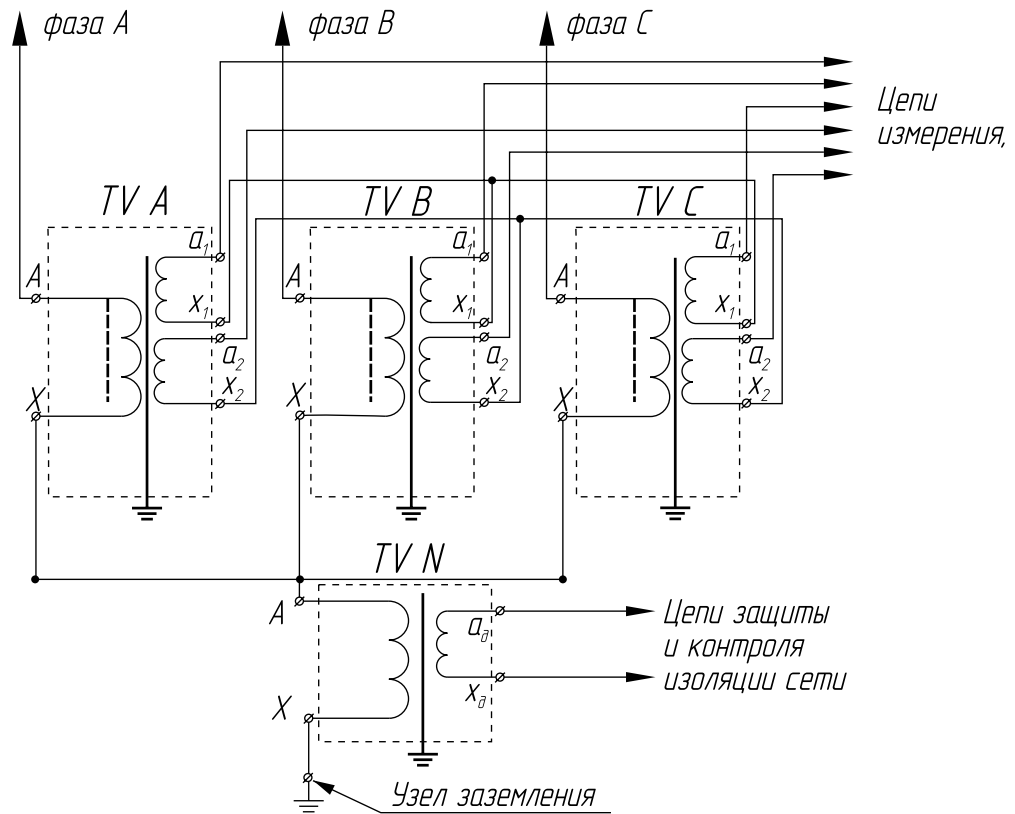 фаза А
фаза В
фаза С
Цепи
измерения,
TV A
TV B
TV C
a1
a1
a1
A
A
A
x1
x1
x1
a2
a2
a2
x2
x2
x2
X
X
X
TV N
A
aд
xд
Цепи защиты
и контроля
изоляции сети
X
Узел заземления